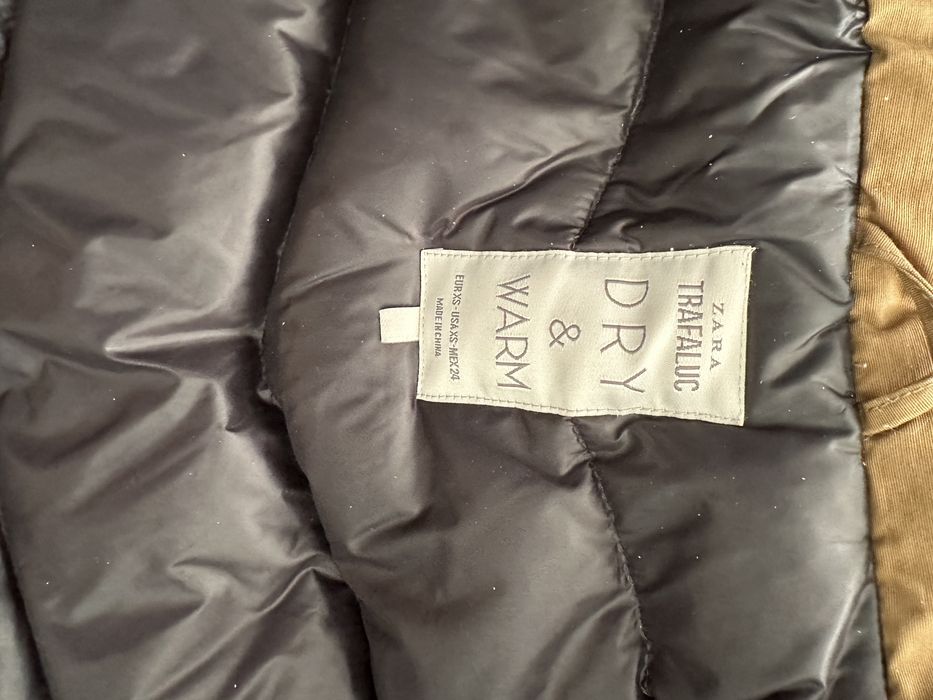 ZARA
TRAFALUC
DRY
&
WARM
EUR XS - USA XS - MEX 24
MADE IN CHINA